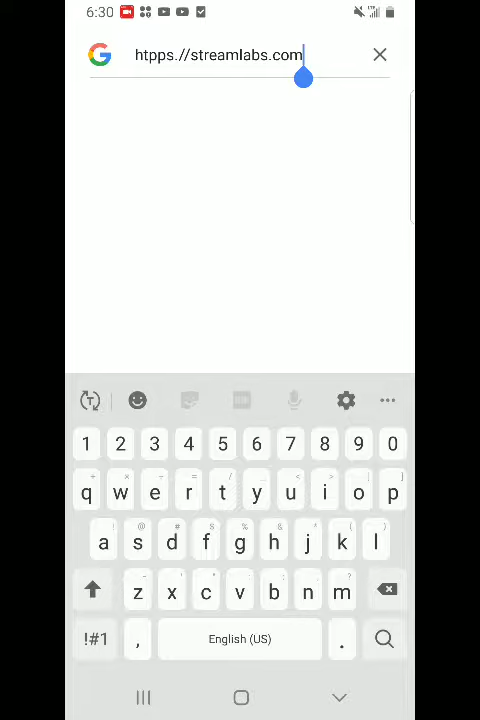 6:30
htpps://streamlabs.com
1 2 3 4 5 6 7 8 9 0
q w e r t y u i o p
a s d f g h j k l
z x c v b n m
!#1 , English (US) .